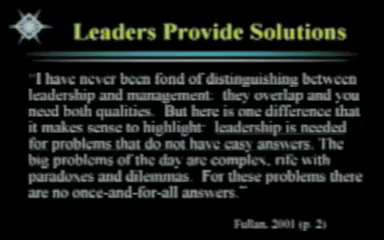 Leaders Provide Solutions
"I have never been fond of distinguishing between
leadership and management: they overlap and you
need both qualities. But here is one difference that
it makes sense to highlight: leadership is needed
for problems that do not have easy answers. The
big problems of the day are complex, rife with
paradoxes and dilemmas. For these problems there
are no once-and-for-all answers."
Fullan, 2001 (p. 2)